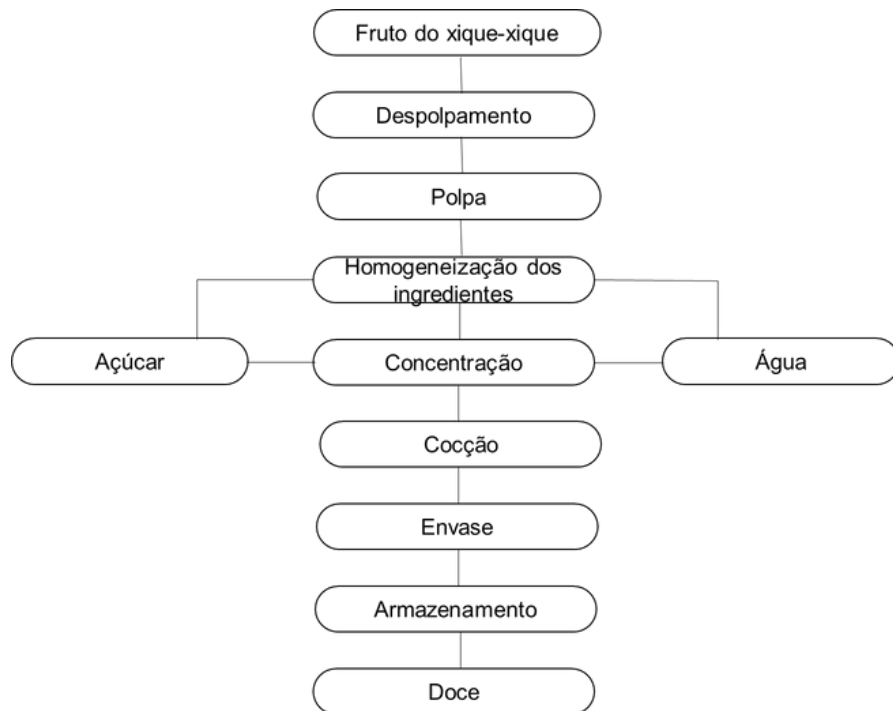 Fruto do xique-xique
Despolpamento
Polpa
Homogeneização dos
ingredientes
Açúcar
Concentração
Água
Cocção
Envase
Armazenamento
Doce